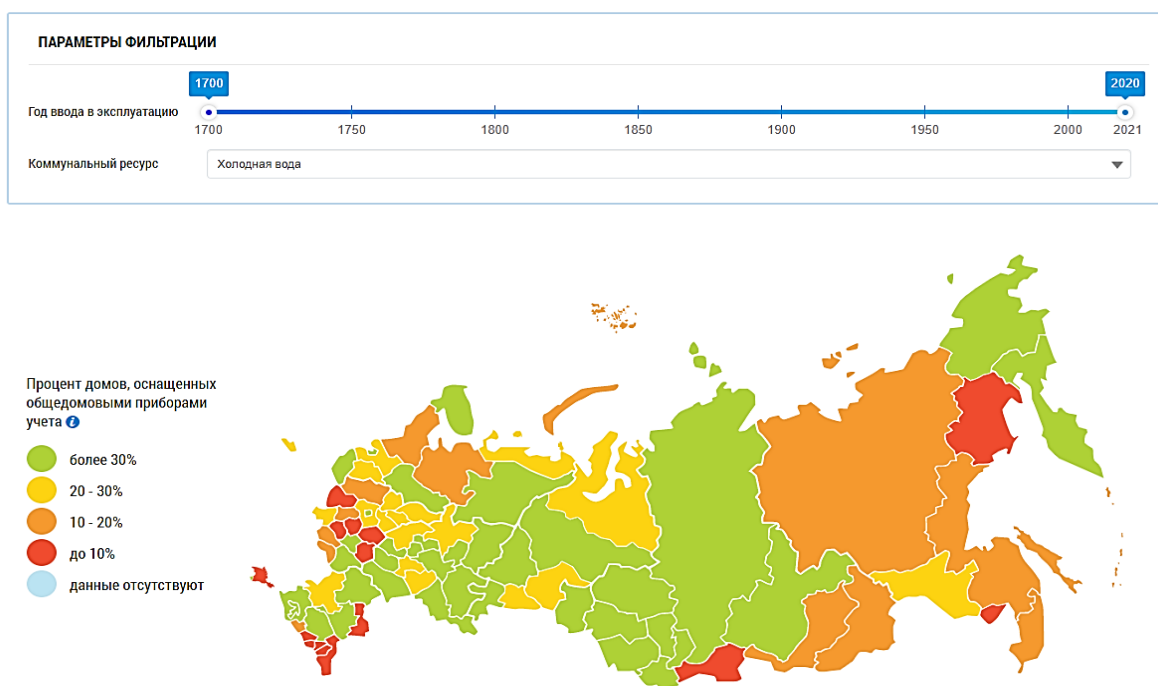 ПАРАМЕТРЫ ФИЛЬТРАЦИИ
1700
2020
Год ввода в эксплуатацию
1700 1750 1800 1850 1900 1950 2000 2021
Коммунальный ресурс
Холодная вода
Процент домов, оснащенных
общедомовыми приборами
учета i
более 30%
20 - 30%
10 - 20%
до 10%
данные отсутствуют